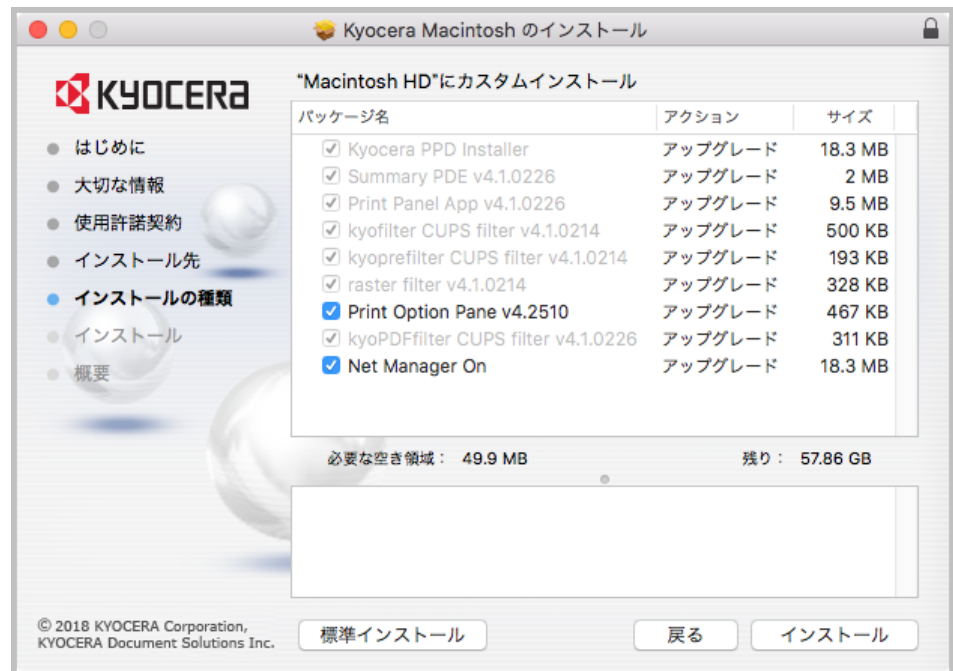 Kyocera Macintosh のインストール
KYOCERA
"Macintosh HD"にカスタムインストール
はじめに
大切な情報
使用許諾契約
インストール先
インストールの種類
インストール
概要
パッケージ名 アクション サイズ
Kyocera PPD Installer アップグレード 18.3 MB
Summary PDE v4.1.0226 アップグレード 2 MB
Print Panel App v4.1.0226 アップグレード 9.5 MB
kyofilter CUPS filter v4.1.0214 アップグレード 500 KB
kyoprefilter CUPS filter v4.1.0214 アップグレード 193 KB
raster filter v4.1.0214 アップグレード 328 KB
Print Option Pane v4.2510 アップグレード 467 KB
kyoPDFfilter CUPS filter v4.1.0226 アップグレード 311 KB
Net Manager On アップグレード 18.3 MB
必要な空き領域： 49.9 MB 残り： 57.86 GB
© 2018 KYOCERA Corporation,
KYOCERA Document Solutions Inc.
標準インストール 戻る インストール